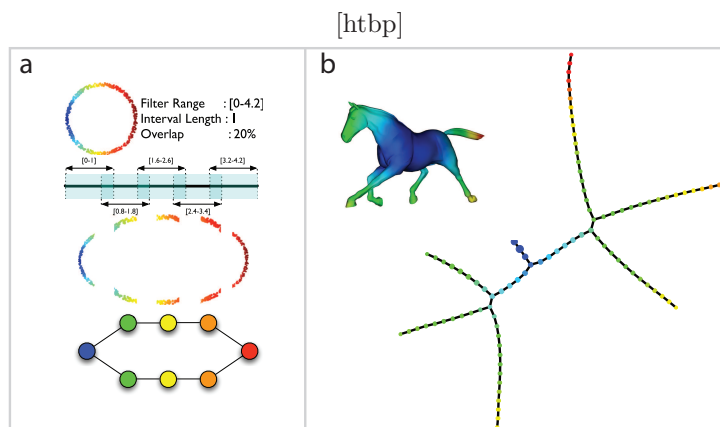 [htbp]
a
b
Filter Range : [0-4.2]
Interval Length : 1
Overlap : 20%
[0-1]
[1.6-2.6]
[3.2-4.2]
[0.8-1.8]
[2.4-3.4]